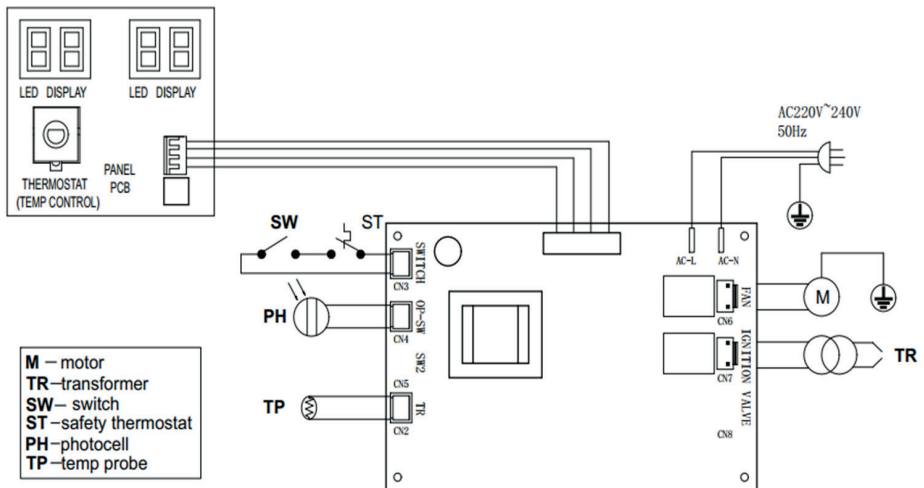 LED DISPLAY
LED DISPLAY
THERMOSTAT
(TEMP CONTROL)
PANEL
PCB
AC220V~240V
50Hz
SW
ST
SWITCH
CN3
PH
OP-SW
CN4
SW2
CN5
TP
TR
CN2
AC-L
AC-N
FAN
CN6
M
IGNITION VALVE
CN7
TR
CN8
M – motor
TR–transformer
SW– switch
ST –safety thermostat
PH–photocell
TP–temp probe